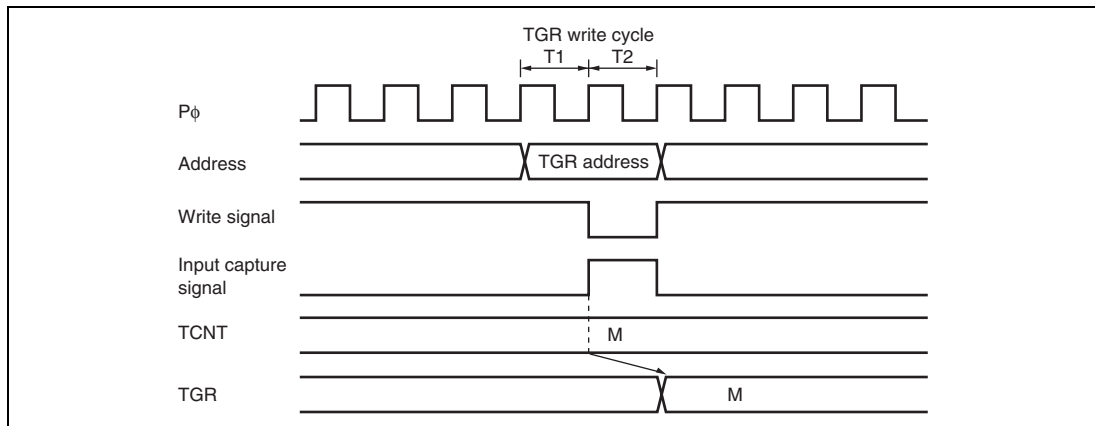 TGR write cycle
T1 T2
Pφ
Address TGR address
Write signal
Input capture
signal
TCNT M
TGR M